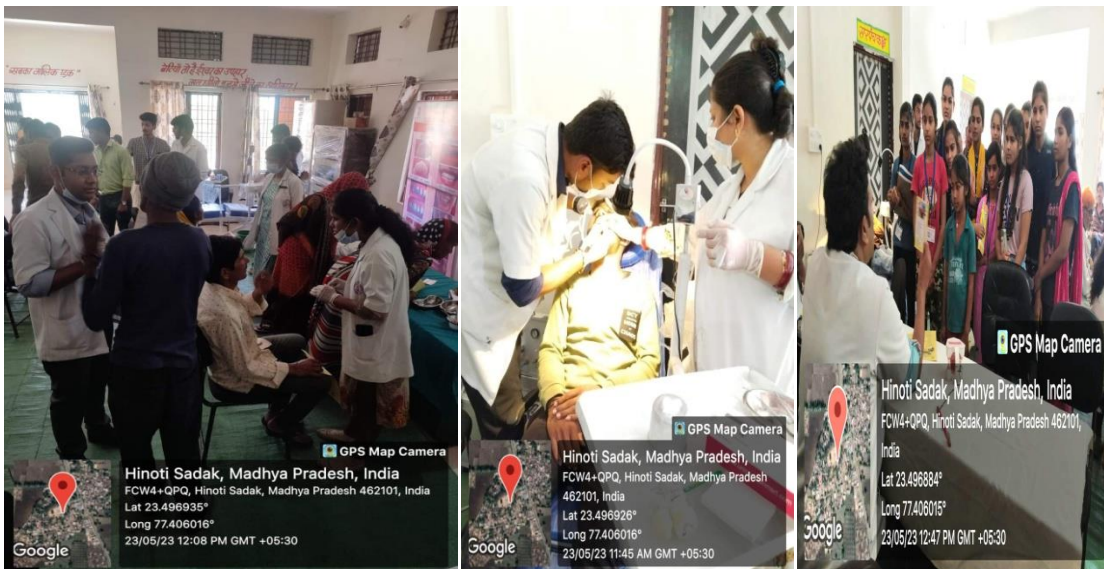 "सबका मालिक एक"
बेटियाँ तो हैं ईश्वर का उपहार
GPS Map Camera
Hinoti Sadak, Madhya Pradesh, India
FCW4+QPQ, Hinoti Sadak, Madhya Pradesh 462101, India
Lat 23.496935°
Long 77.406016°
23/05/23 12:08 PM GMT +05:30
Google
GPS Map Camera
Hinoti Sadak, Madhya Pradesh, India
FCW4+QPQ, Hinoti Sadak, Madhya Pradesh
462101, India
Lat 23.496926°
Long 77.406016°
23/05/23 11:45 AM GMT +05:30
Google
GPS Map Camera
Hinoti Sadak, Madhya Pradesh, India
FCW4+QPQ, Hinoti Sadak, Madhya Pradesh 462101,
India
Lat 23.496884°
Long 77.406015°
23/05/23 12:47 PM GMT +05:30
Google